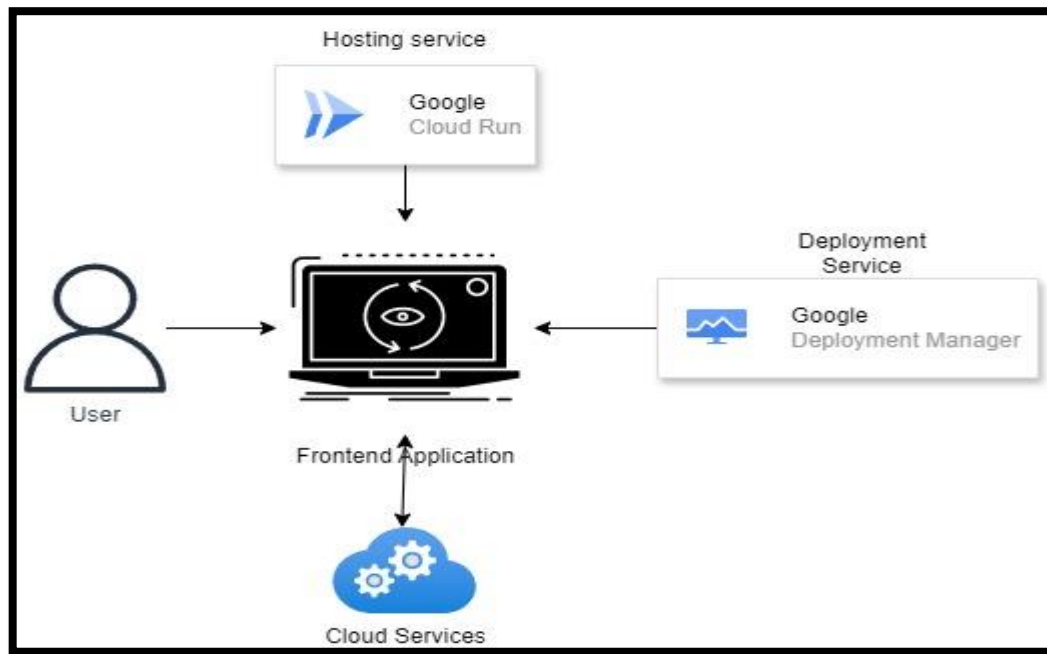 Hosting service
Google
Cloud Run
Deployment
Service
Google
Deployment Manager
User
Frontend Application
Cloud Services